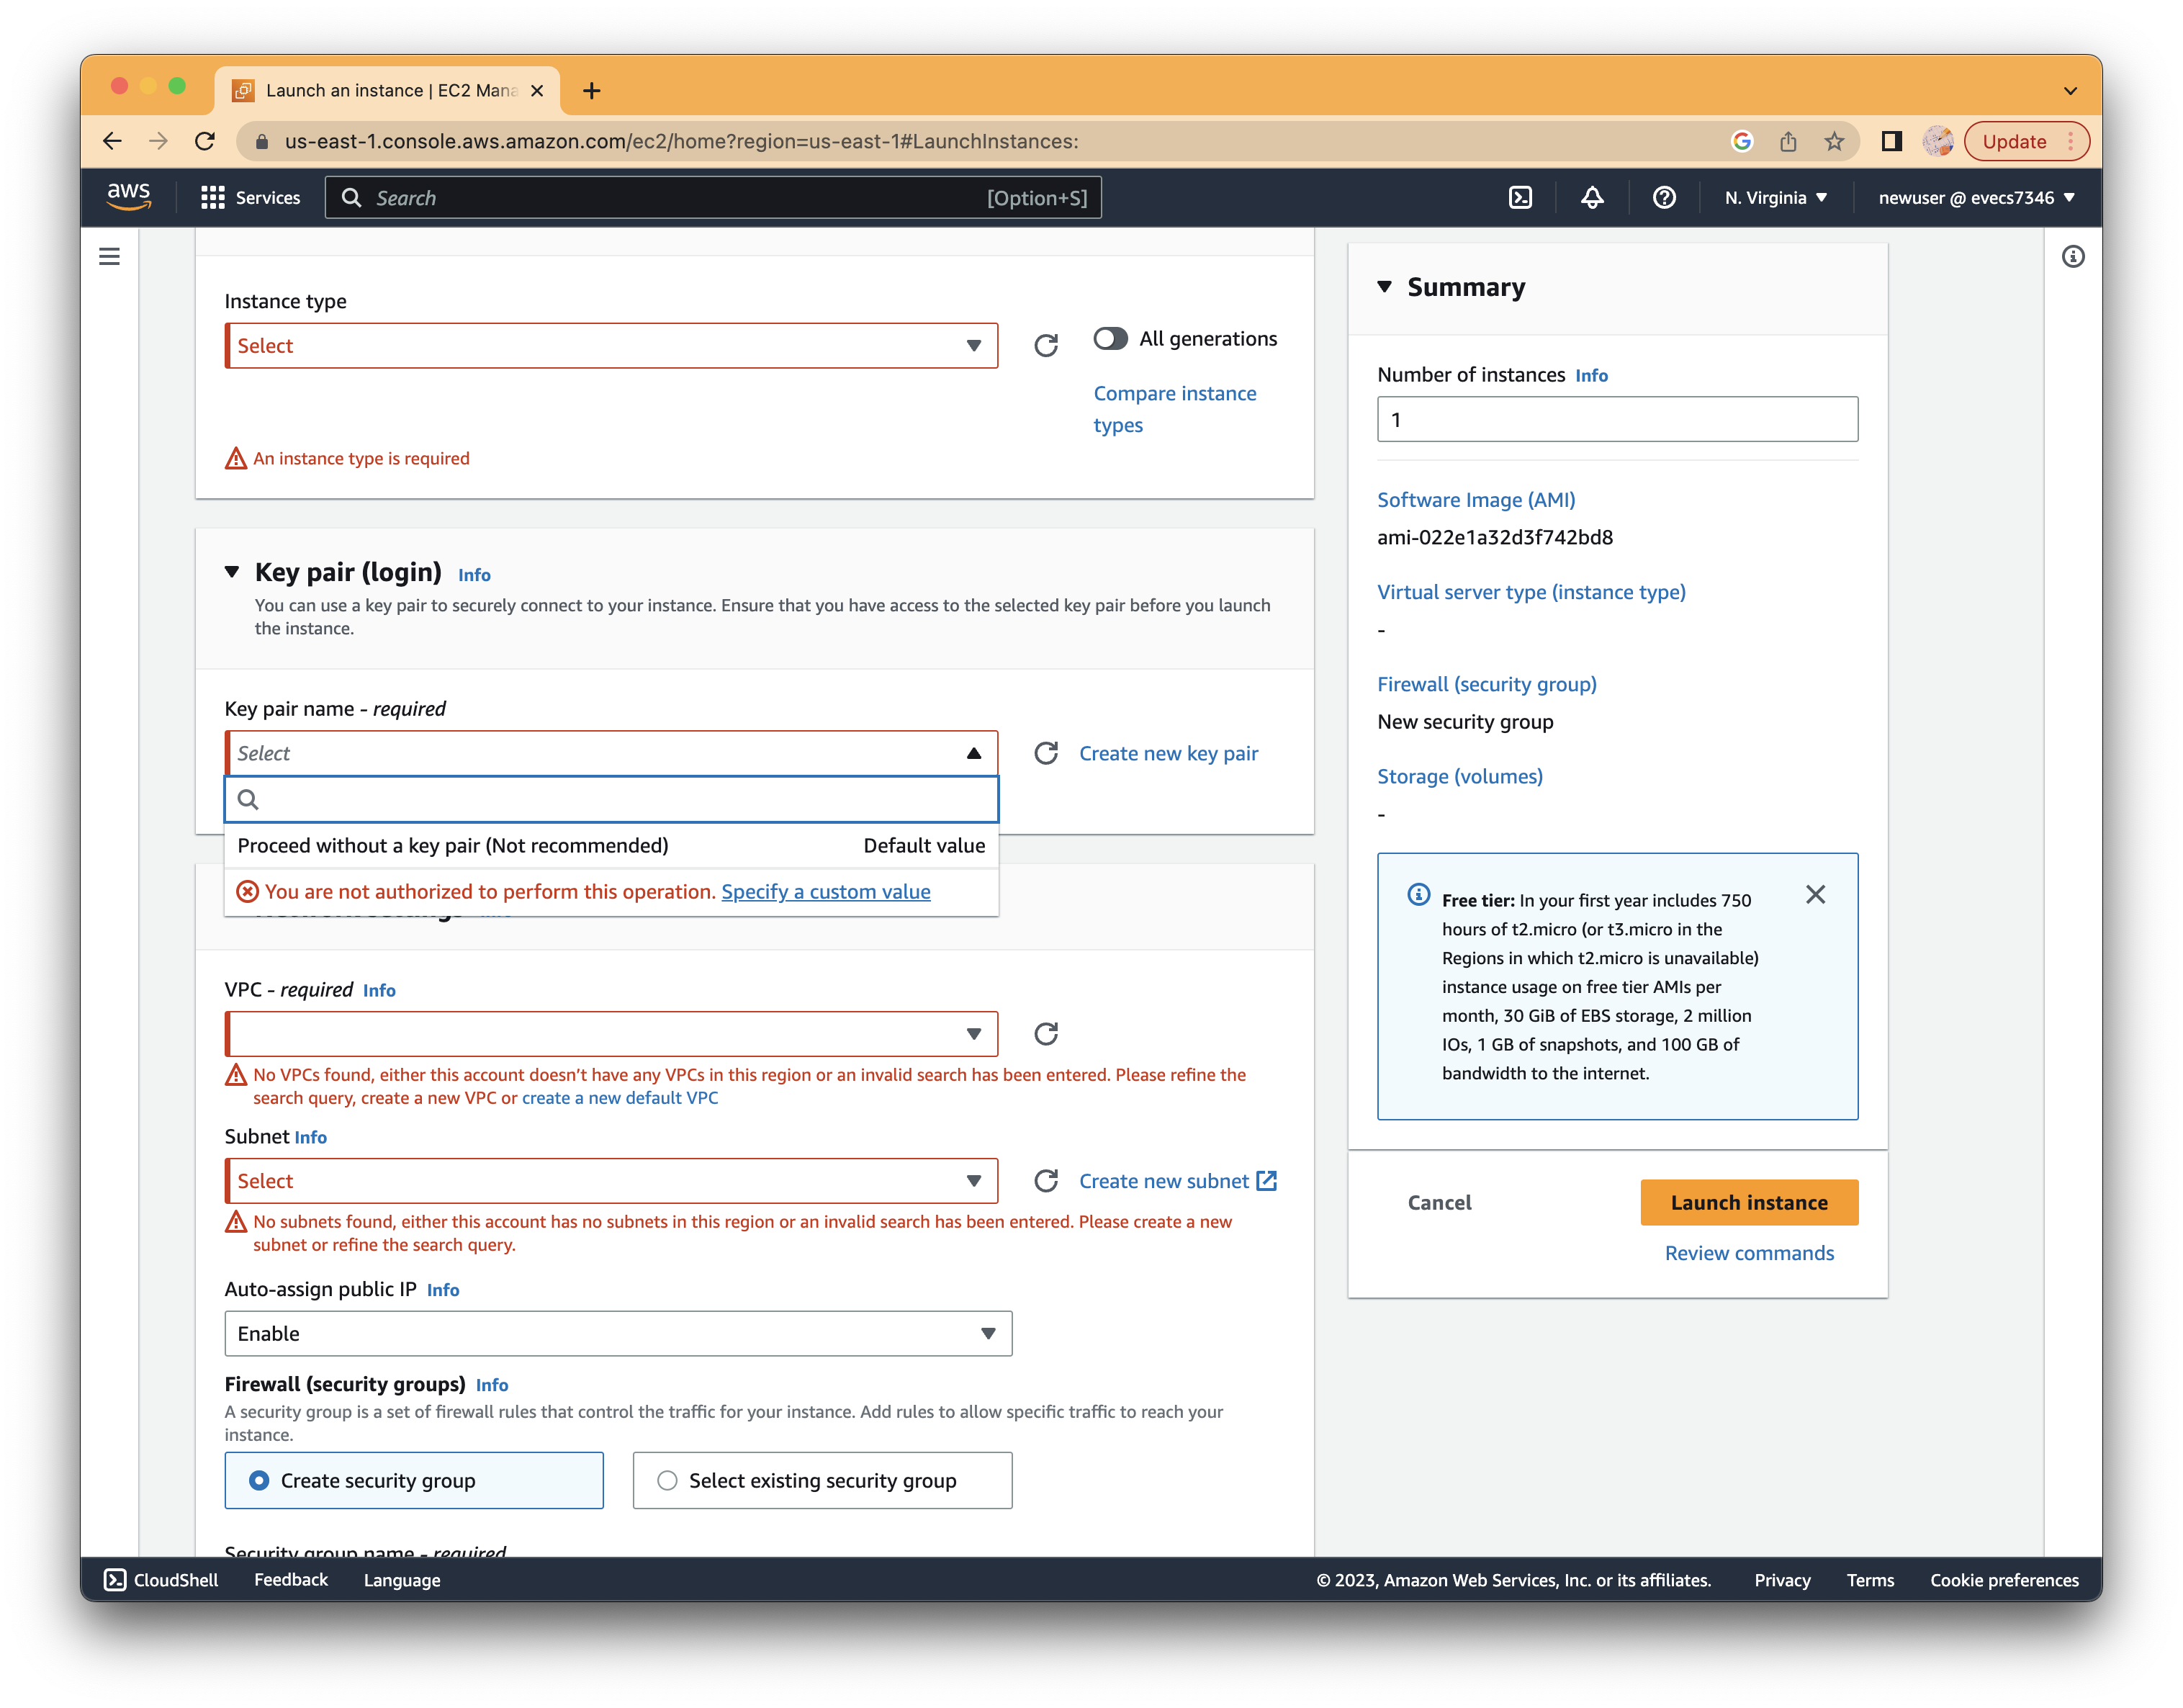 Launch an instance | EC2 Mana
us-east-1.console.aws.amazon.com/ec2/home?region=us-east-1#LaunchInstances:
Update
aws
Services
Search
[Option+S]
N. Virginia
newuser @ evecs7346
Instance type
Select
All generations
Compare instance
types
An instance type is required
Key pair (login) Info
You can use a key pair to securely connect to your instance. Ensure that you have access to the selected key pair before you launch
the instance.
Key pair name - required
Select
Create new key pair
Proceed without a key pair (Not recommended) Default value
You are not authorized to perform this operation. Specify a custom value
VPC - required Info
No VPCs found, either this account doesn't have any VPCs in this region or an invalid search has been entered. Please refine the
search query, create a new VPC or create a new default VPC
Subnet Info
Select
Create new subnet
No subnets found, either this account has no subnets in this region or an invalid search has been entered. Please create a new
subnet or refine the search query.
Auto-assign public IP Info
Enable
Firewall (security groups) Info
A security group is a set of firewall rules that control the traffic for your instance. Add rules to allow specific traffic to reach your
instance.
Create security group
Select existing security group
Security group name - required
Summary
Number of instances Info
1
Software Image (AMI)
ami-022e1a32d3f742bd8
Virtual server type (instance type)
-
Firewall (security group)
New security group
Storage (volumes)
-
Free tier: In your first year includes 750
hours of t2.micro (or t3.micro in the
Regions in which t2.micro is unavailable)
instance usage on free tier AMIs per
month, 30 GiB of EBS storage, 2 million
IOs, 1 GB of snapshots, and 100 GB of
bandwidth to the internet.
Cancel
Launch instance
Review commands
CloudShell
Feedback
Language
© 2023, Amazon Web Services, Inc. or its affiliates.
Privacy
Terms
Cookie preferences